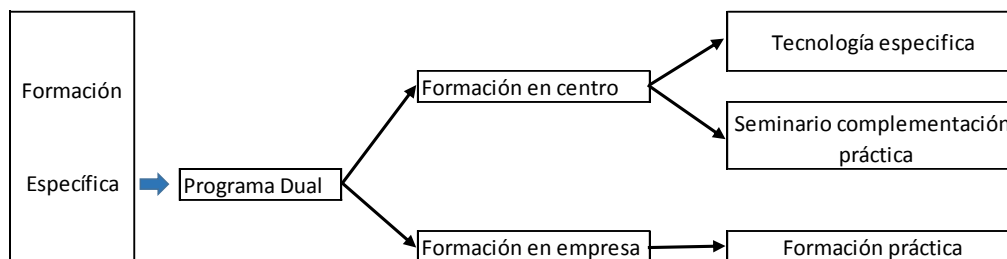 Formación
Específica
Programa Dual
Formación en centro
Formación en empresa
Tecnología especifica
Seminario complementación
práctica
Formación práctica